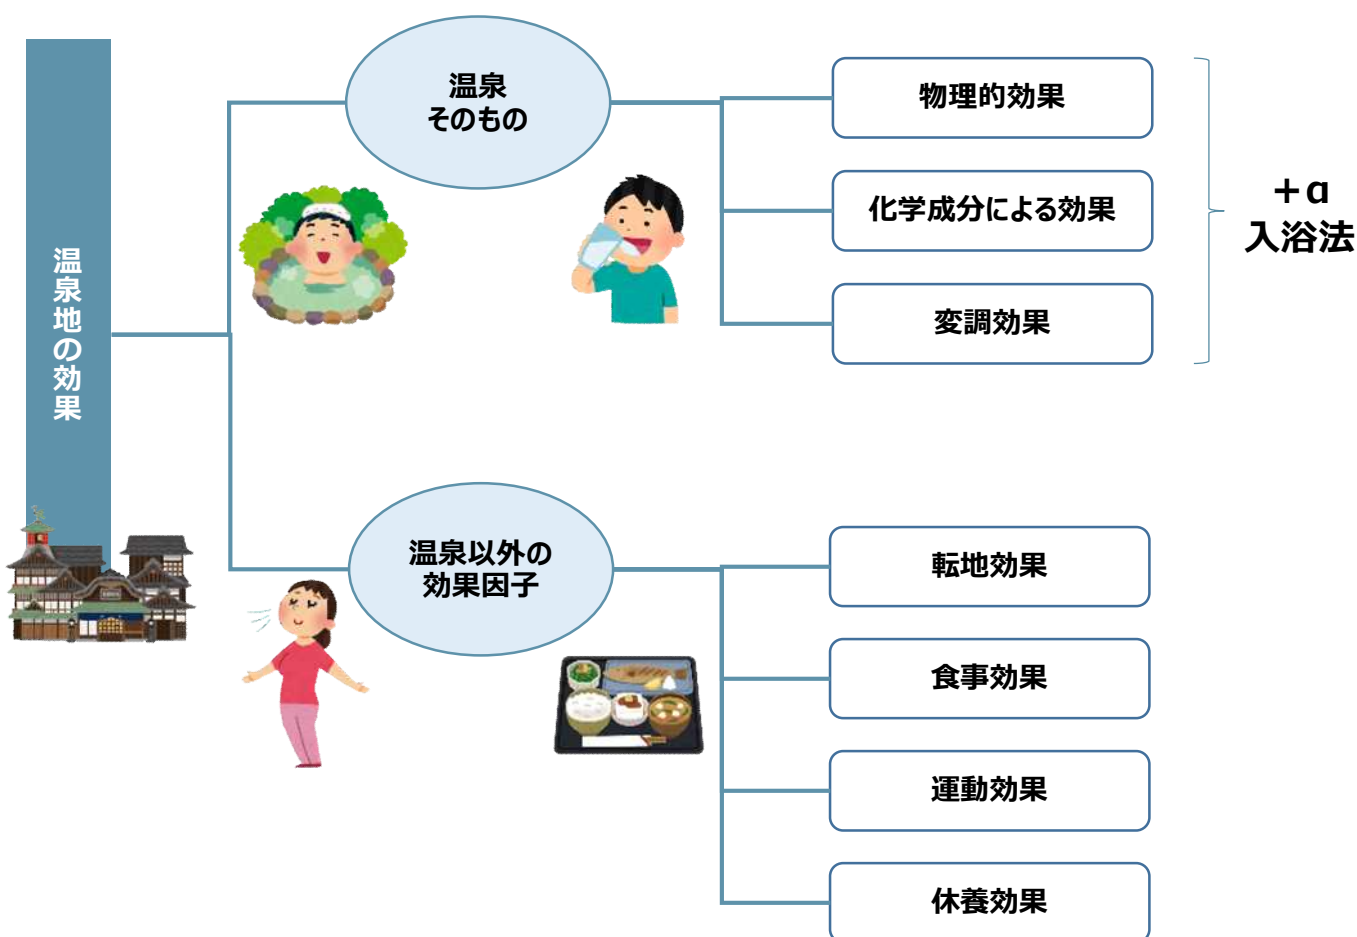 温泉地の効果
温泉
そのもの
物理的効果
化学成分による効果
変調効果
+α
入浴法
温泉以外の
効果因子
転地効果
食事効果
運動効果
休養効果